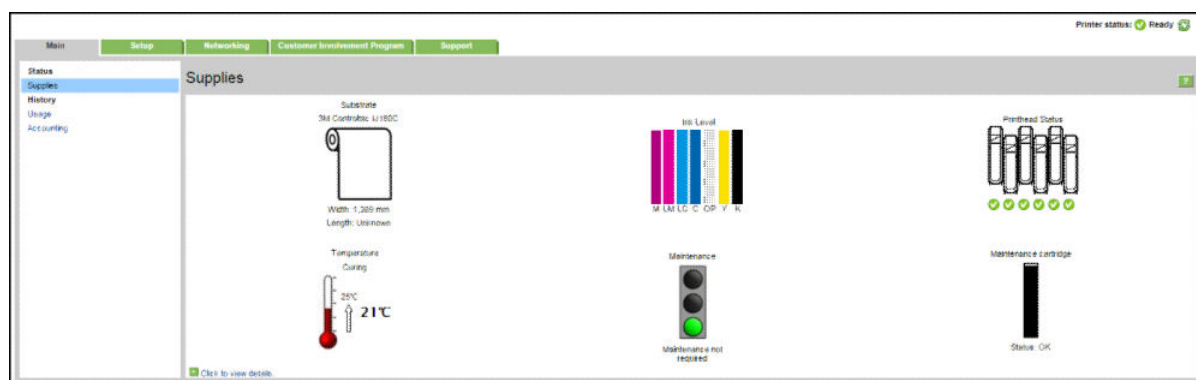 Printer status: Ready
Main Setup Networking Customer Involvement Program Support
Status
Supplies
History
Usage
Accounting
Supplies
?
Substrate
3M Controltac
Width: 1,289 mm
Length: Unknown
Ink Level
M LM LC C OP Y K
Printhead Status
Temperature
Curing
25°C
21°C
Maintenance
Maintenance not
required
Maintenance cartridge
Status: OK
Click to view details.